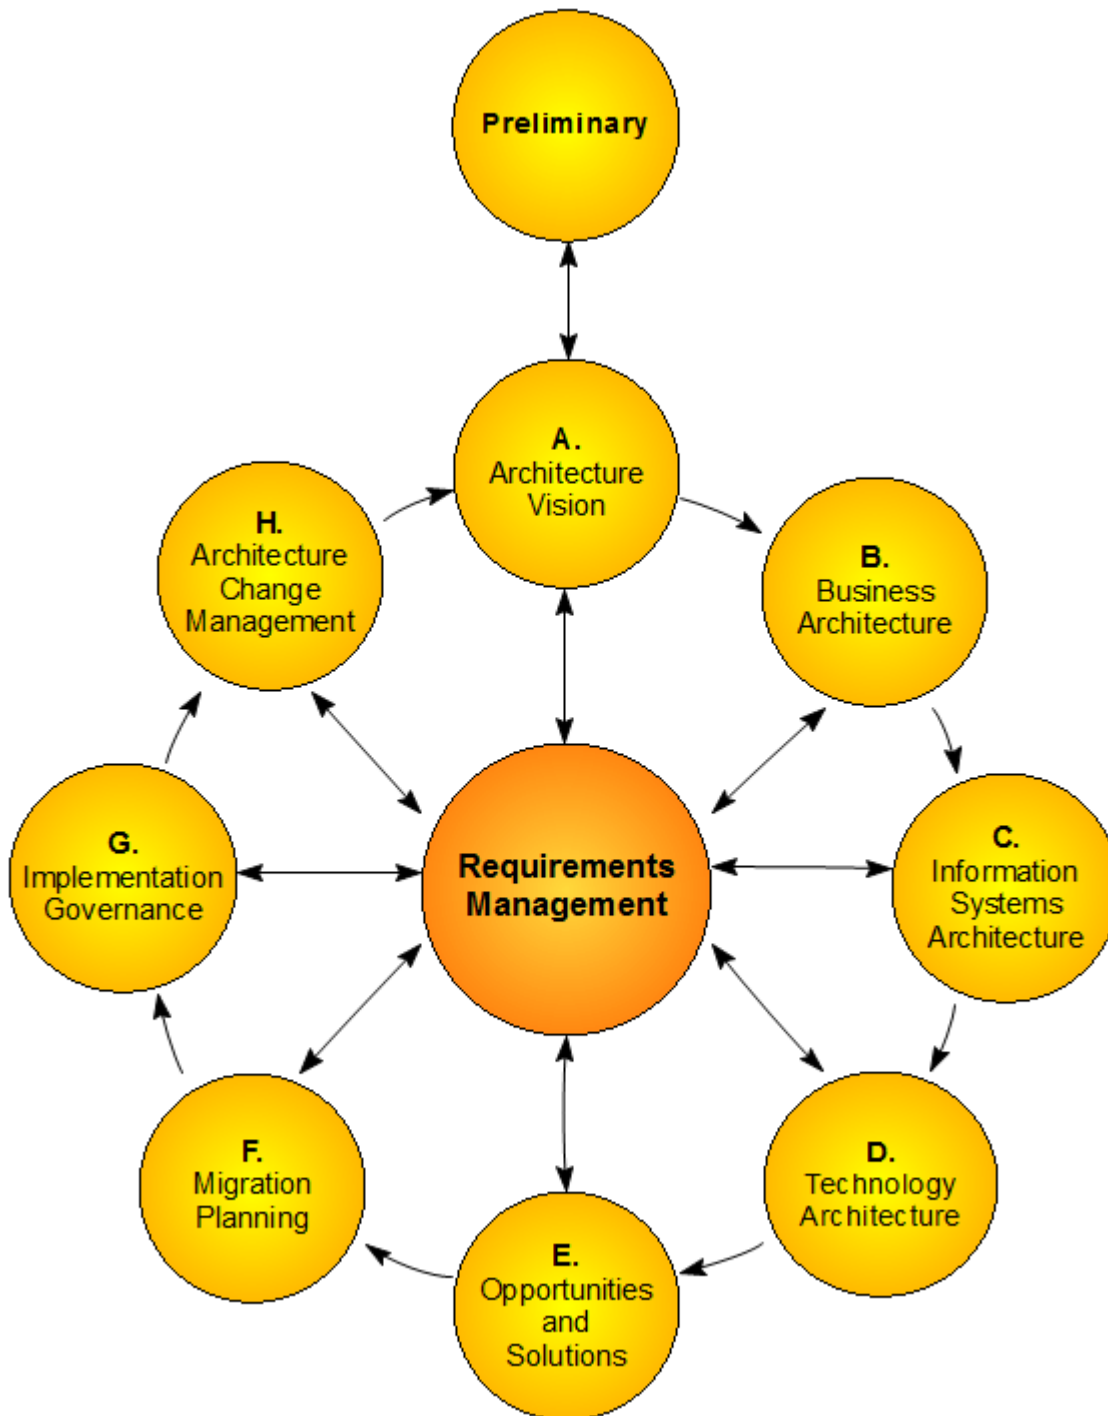 Preliminary
A.
Architecture
Vision
B.
Business
Architecture
C.
Information
Systems
Architecture
D.
Technology
Architecture
E.
Opportunities
and
Solutions
F.
Migration
Planning
G.
Implementation
Governance
H.
Architecture
Change
Management
Requirements
Management